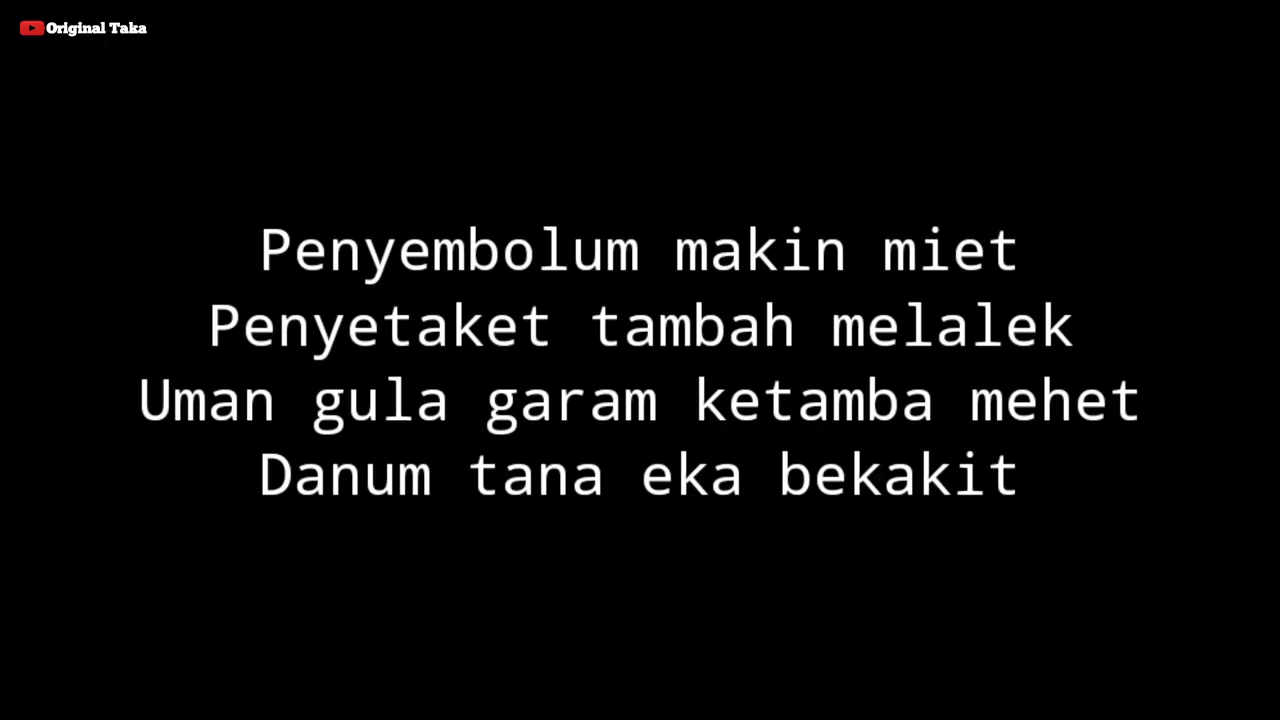 Original Taka
Penyembolum makin miet
Penyetaket tambah melalek
Uman gula garam ketamba mehet
Danum tana eka bekakit